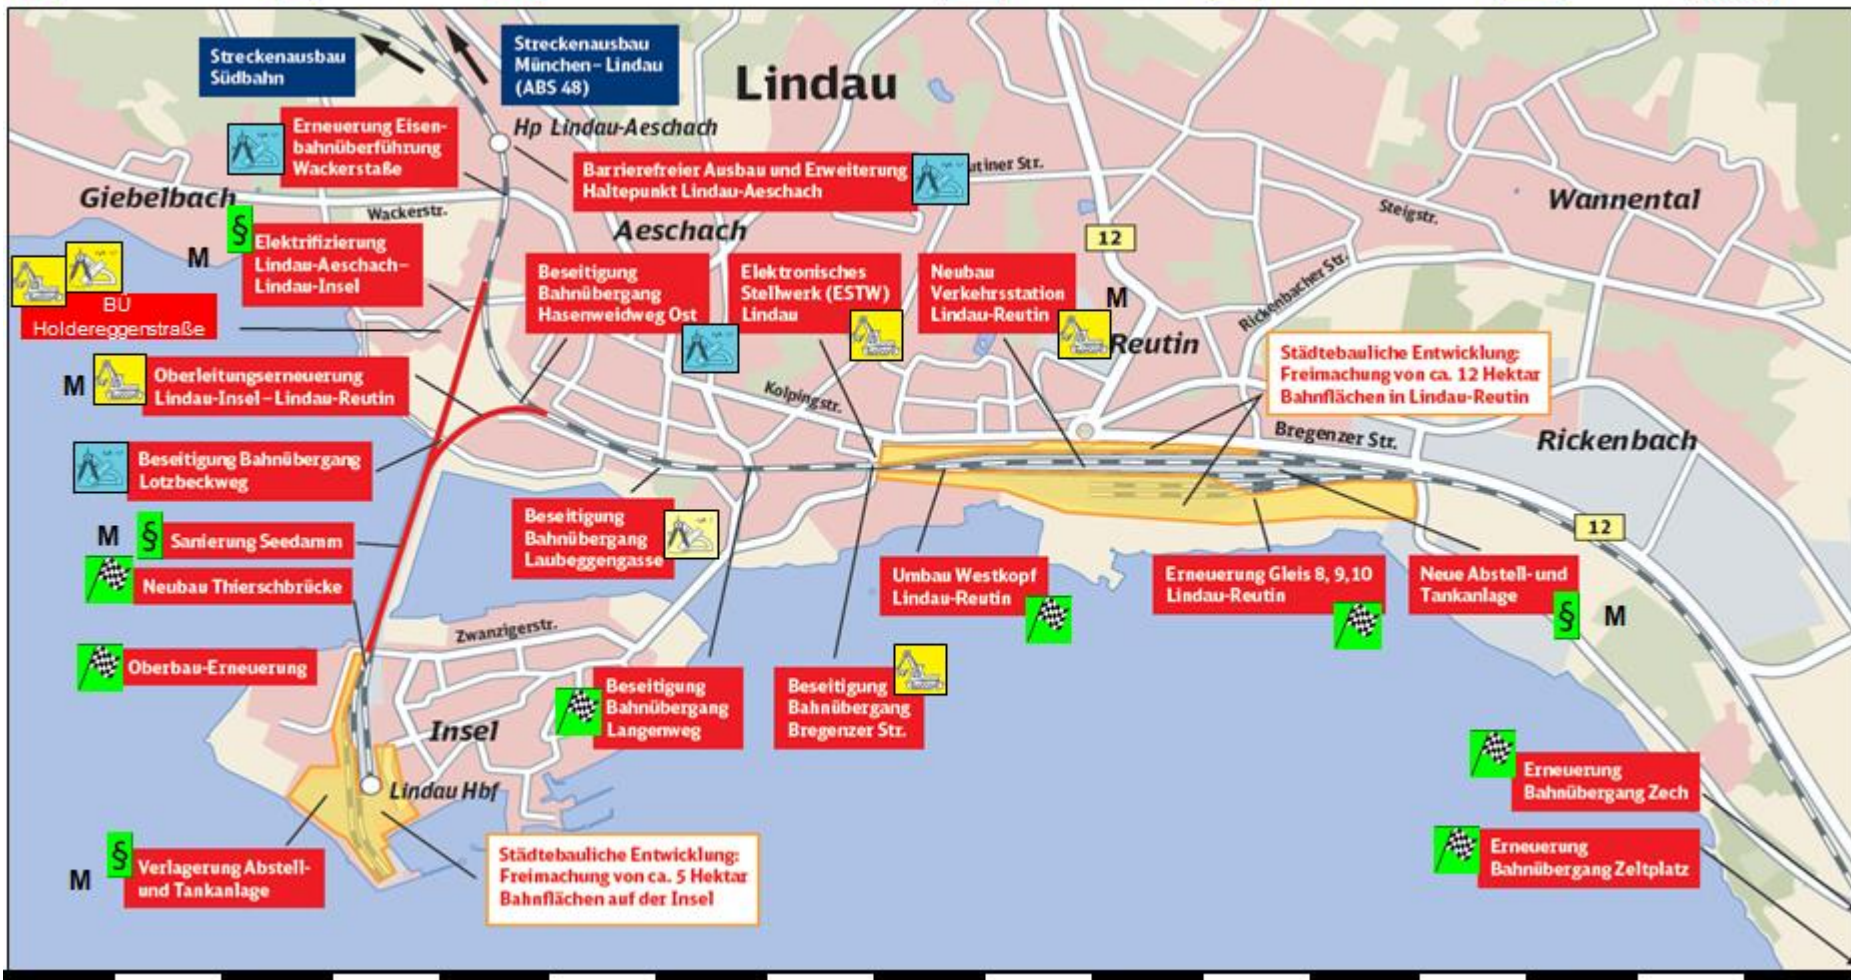 Streckenausbau
Südbahn
Streckenausbau
München–Lindau
(ABS 48)
Lindau
Hp Lindau-Aeschach
Erneuerung Eisen-
bahnüberführung
Wackerstaße
Barrierefreier Ausbau und Erweiterung
Haltepunkt Lindau-Aeschach
utiner Str.
Giebelbach
Wackerstr.
Aeschach
Steigstr.
Wannental
12
§
M
Elektrifizierung
Lindau-Aeschach–
Lindau-Insel
BÜ
Holdereggenstraße
Beseitigung
Bahnübergang
Hasenweidweg Ost
Elektronisches
Stellwerk (ESTW)
Lindau
Neubau
Verkehrsstation
Lindau-Reutin
M
Reutin
Rickenbacher Str.
Städtebauliche Entwicklung:
Freimachung von ca. 12 Hektar
Bahnflächen in Lindau-Reutin
M
Oberleitungserneuerung
Lindau-Insel–Lindau-Reutin
Kolpingstr.
Bregenzer Str.
Rickenbach
Beseitigung Bahnübergang
Lotzbeckweg
Beseitigung
Bahnübergang
Laubeggengasse
12
M
§
Sanierung Seedamm
Neubau Thierschbrücke
Umbau Westkopf
Lindau-Reutin
Erneuerung Gleis 8, 9, 10
Lindau-Reutin
Neue Abstell- und
Tankanlage
§
M
Zwanzigerstr.
Oberbau-Erneuerung
Beseitigung
Bahnübergang
Langenweg
Beseitigung
Bahnübergang
Bregenzer Str.
Insel
Lindau Hbf
Erneuerung
Bahnübergang Zech
Erneuerung
Bahnübergang Zeltplatz
M
§
Verlagerung Abstell-
und Tankanlage
Städtebauliche Entwicklung:
Freimachung von ca. 5 Hektar
Bahnflächen auf der Insel